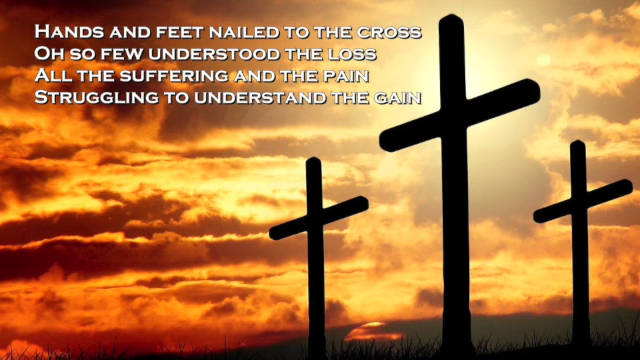 Hands and feet nailed to the cross
Oh so few understood the loss
All the suffering and the pain
Struggling to understand the gain